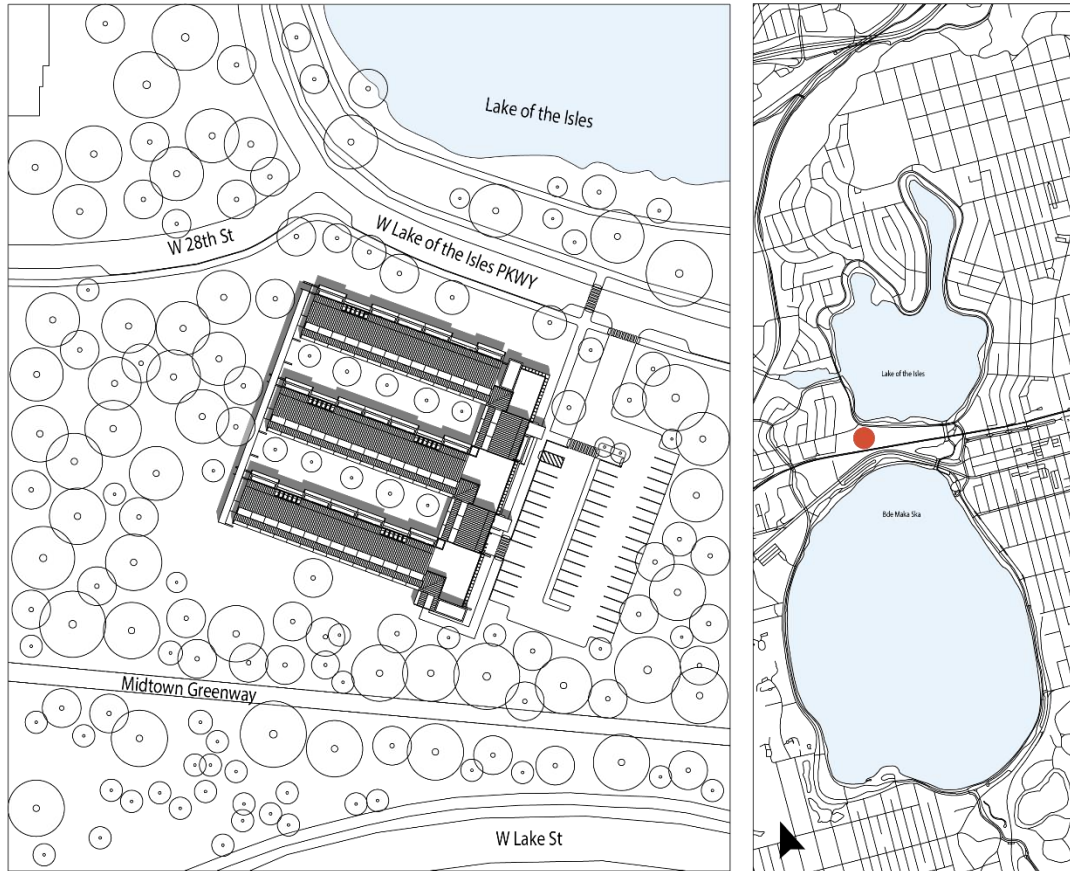 Lake of the Isles
W 28th St
W Lake of the Isles PKWY
Midtown Greenway
W Lake St
Lake of the Isles
Bde Maka Ska